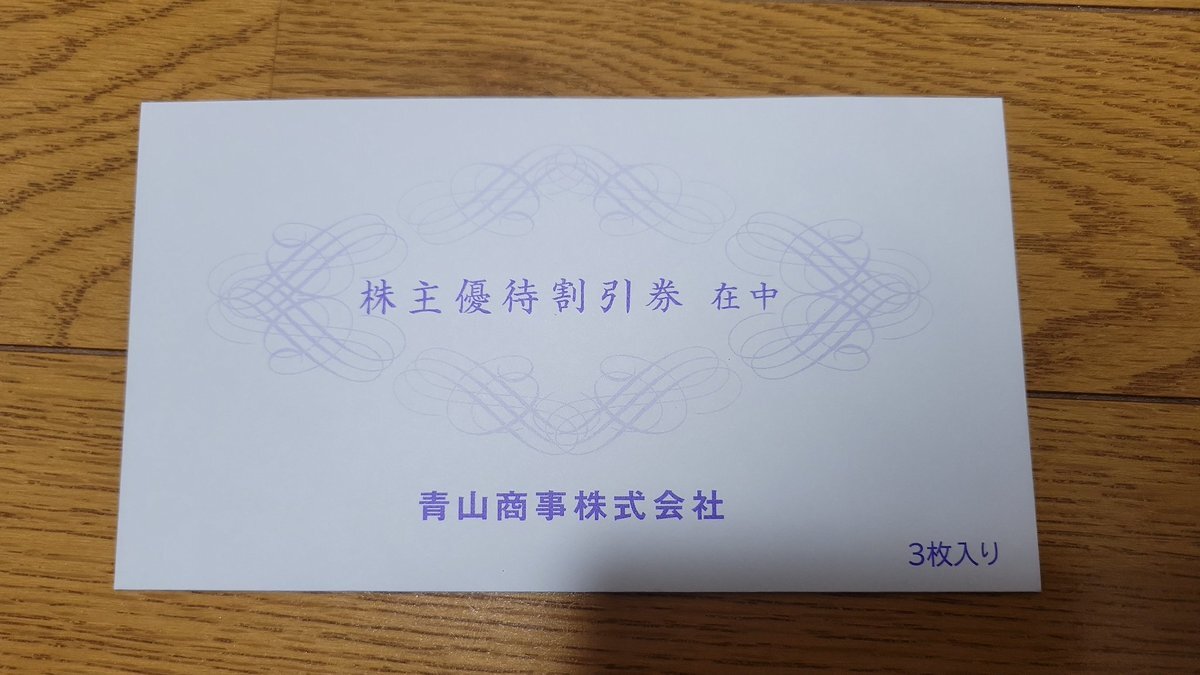 株主優待割引券 在中
青山商事株式会社
3枚入り